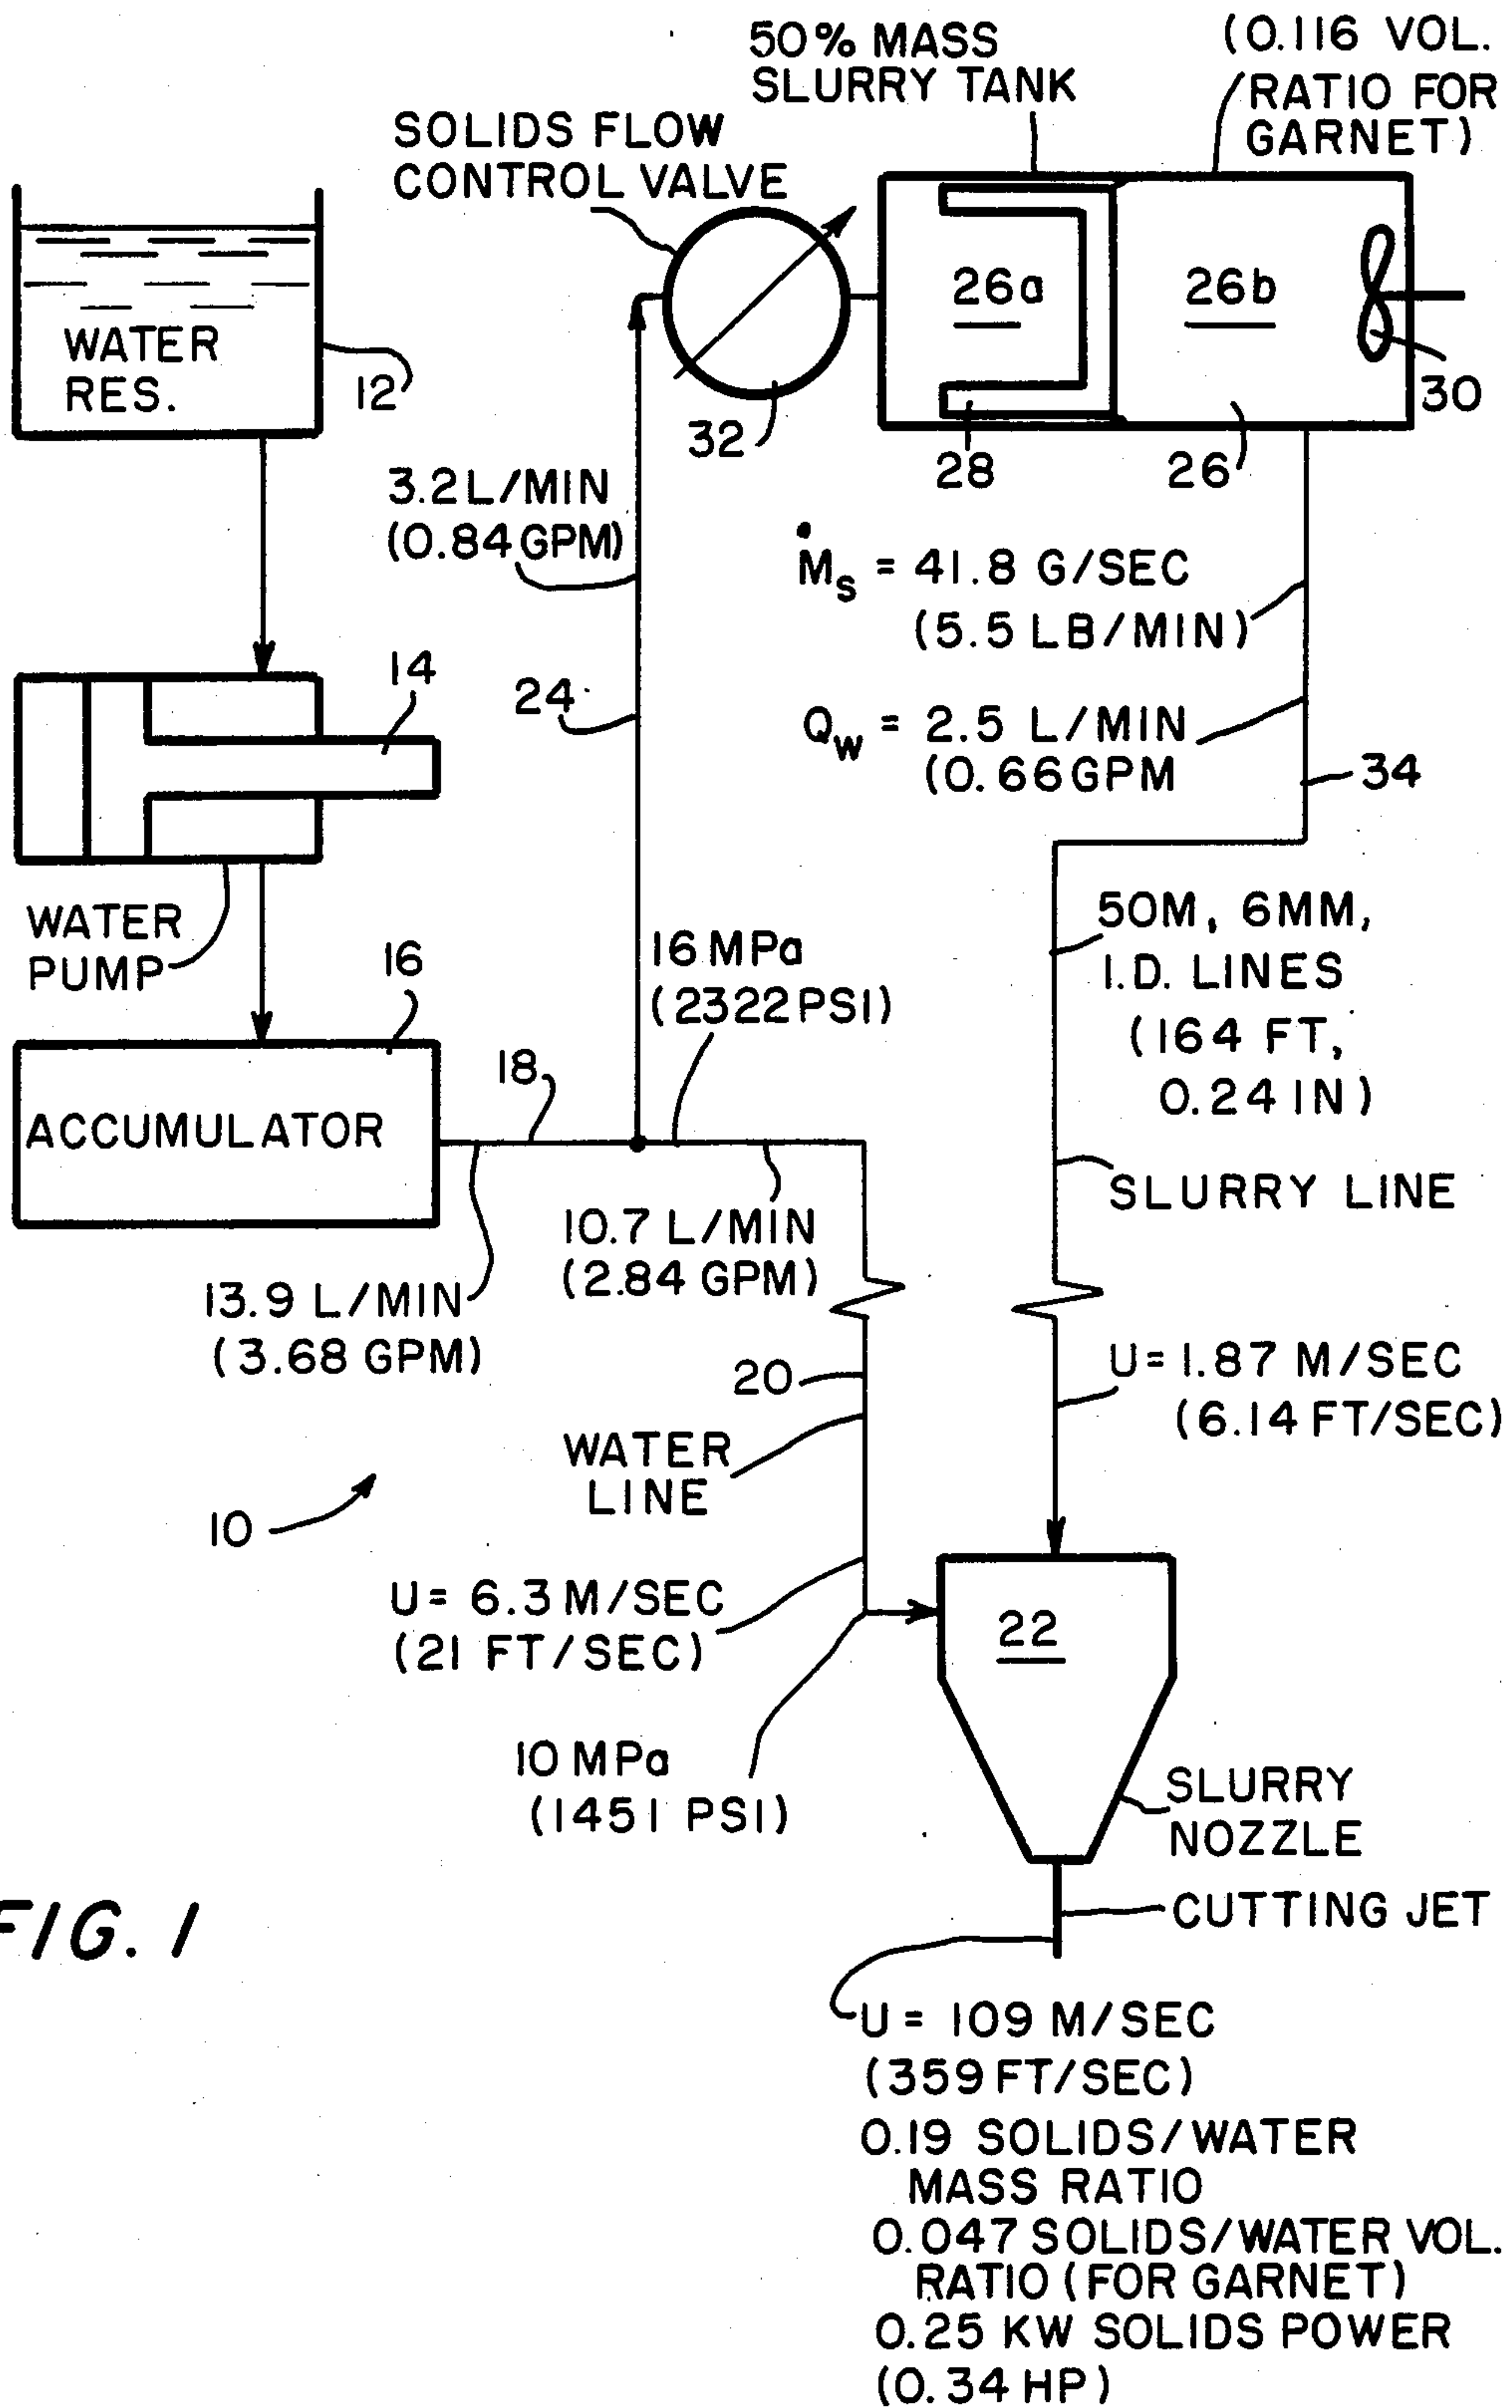 50% MASS
SLURRY TANK
(0.116 VOL.
RATIO FOR
GARNET)
SOLIDS FLOW
CONTROL VALVE
WATER
RES.
12
26a
26b
30
32
28
26
3.2 L/MIN
(0.84 GPM)
Ṁs = 41.8 G/SEC
(5.5 LB/MIN)
14
24
Qw = 2.5 L/MIN
(0.66 GPM
34
WATER
PUMP
16
16 MPa
(2322 PSI)
50M, 6MM,
I.D. LINES
(164 FT,
0.24 IN)
18
ACCUMULATOR
SLURRY LINE
10.7 L/MIN
(2.84 GPM)
13.9 L/MIN
(3.68 GPM)
20
U= 1.87 M/SEC
(6.14 FT/SEC)
WATER
LINE
10
U= 6.3 M/SEC
(21 FT/SEC)
22
10 MPa
(1451 PSI)
SLURRY
NOZZLE
CUTTING JET
FIG. 1
U = 109 M/SEC
(359 FT/SEC)
0.19 SOLIDS/WATER
MASS RATIO
0.047 SOLIDS/WATER VOL.
RATIO (FOR GARNET)
0.25 KW SOLIDS POWER
(0.34 HP)